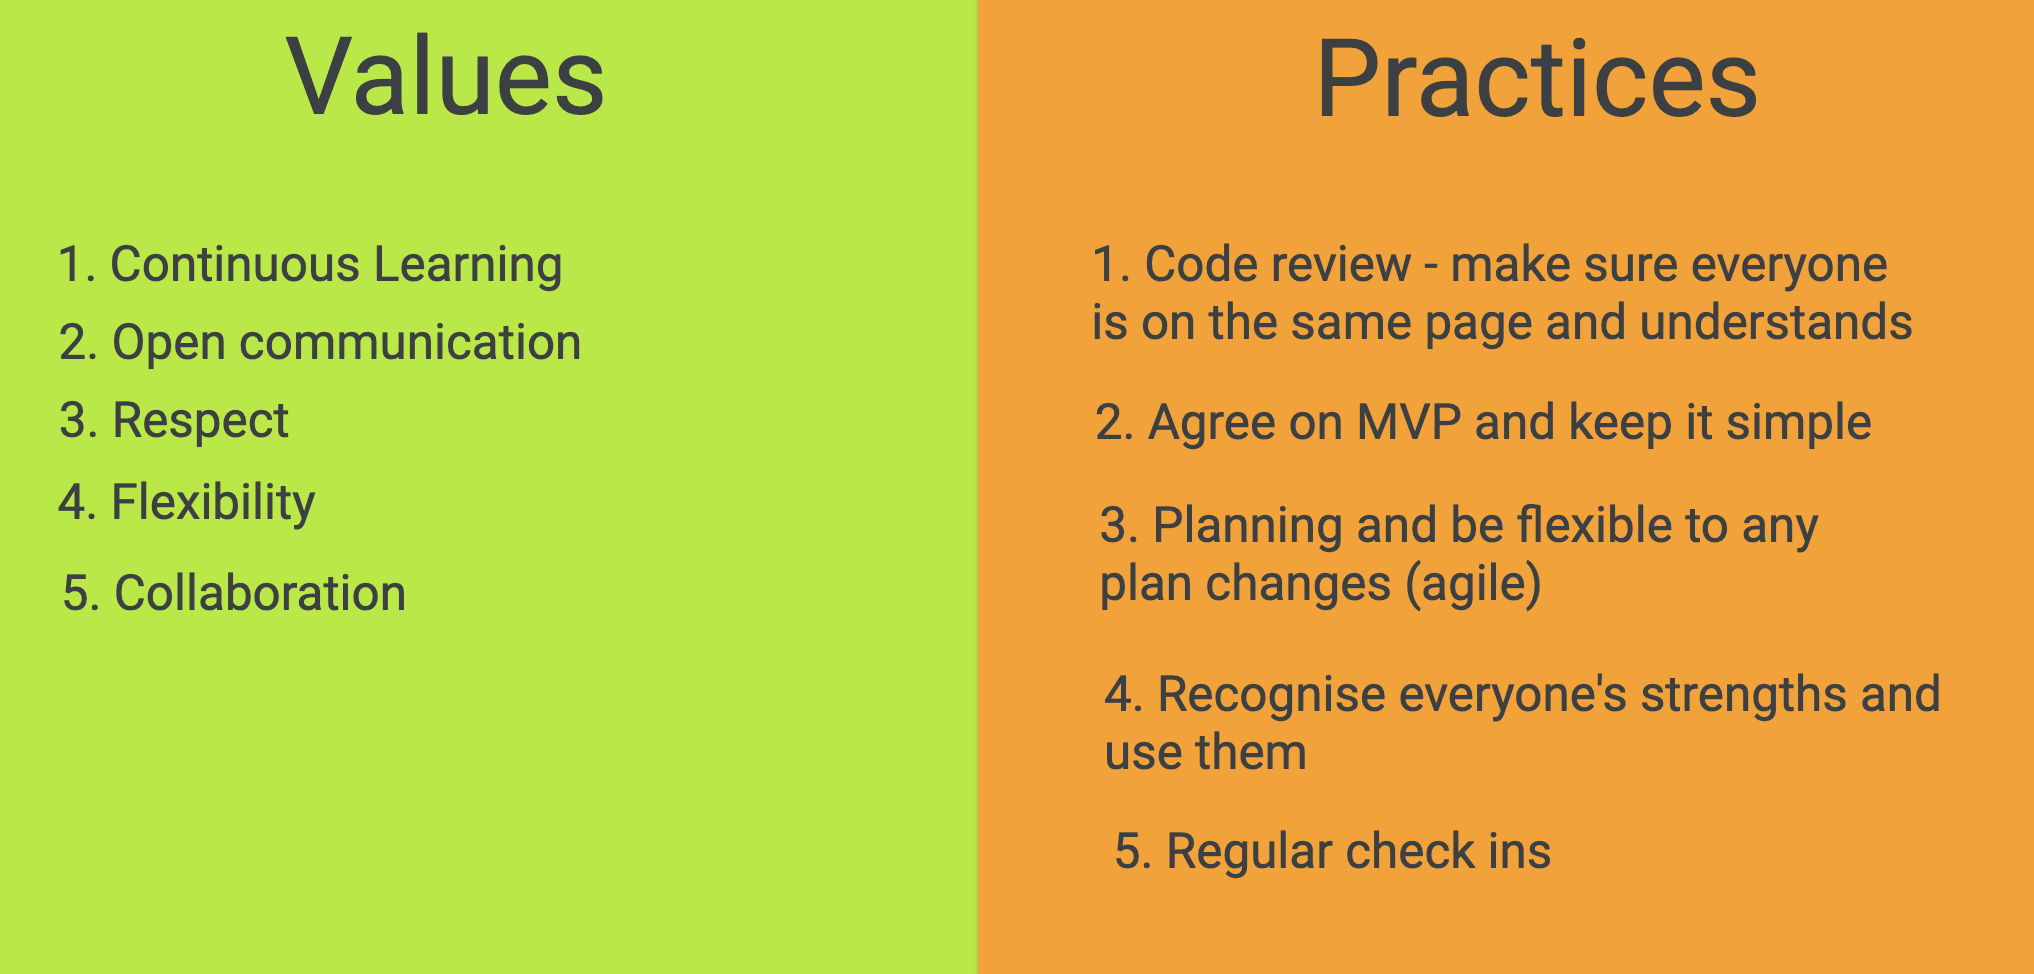 Values
1. Continuous Learning
2. Open communication
3. Respect
4. Flexibility
5. Collaboration
Practices
1. Code review - make sure everyone
is on the same page and understands
2. Agree on MVP and keep it simple
3. Planning and be flexible to any
plan changes (agile)
4. Recognise everyone's strengths and
use them
5. Regular check ins